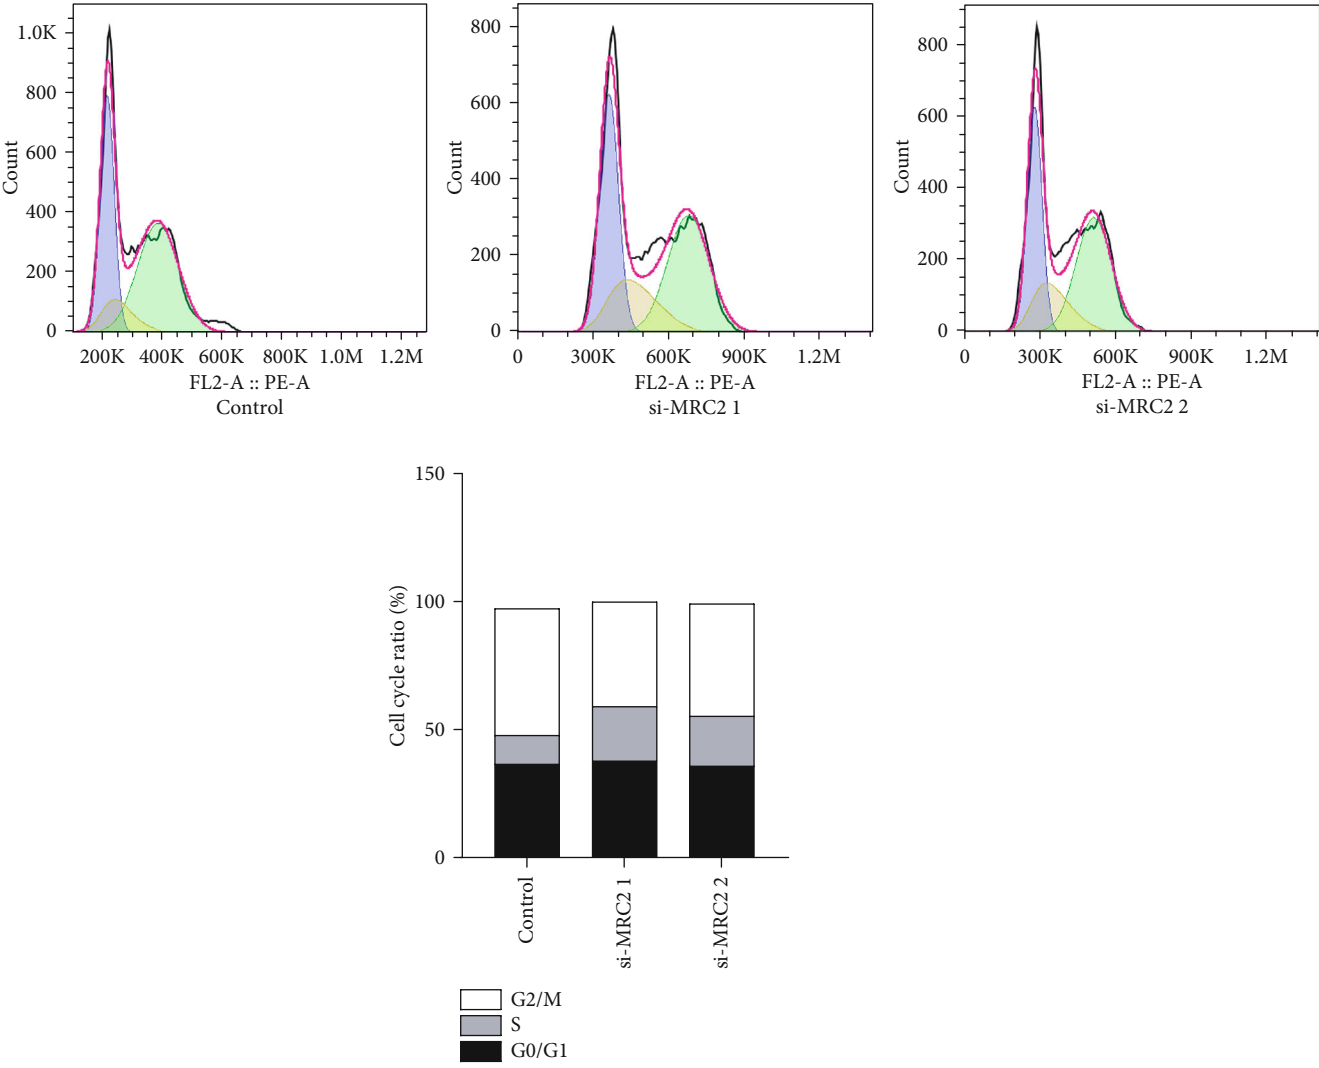 Count
1.0K
800
600
400
200
0
200K 400K 600K 800K 1.0M 1.2M
FL2-A :: PE-A
Control
Count
800
600
400
200
0
0 300K 600K 900K 1.2M
FL2-A :: PE-A
si-MRC2 1
Count
800
600
400
200
0
0 300K 600K 900K 1.2M
FL2-A :: PE-A
si-MRC2 2
Cell cycle ratio (%)
150
100
50
0
Control
si-MRC2 1
si-MRC2 2
G2/M
S
G0/G1